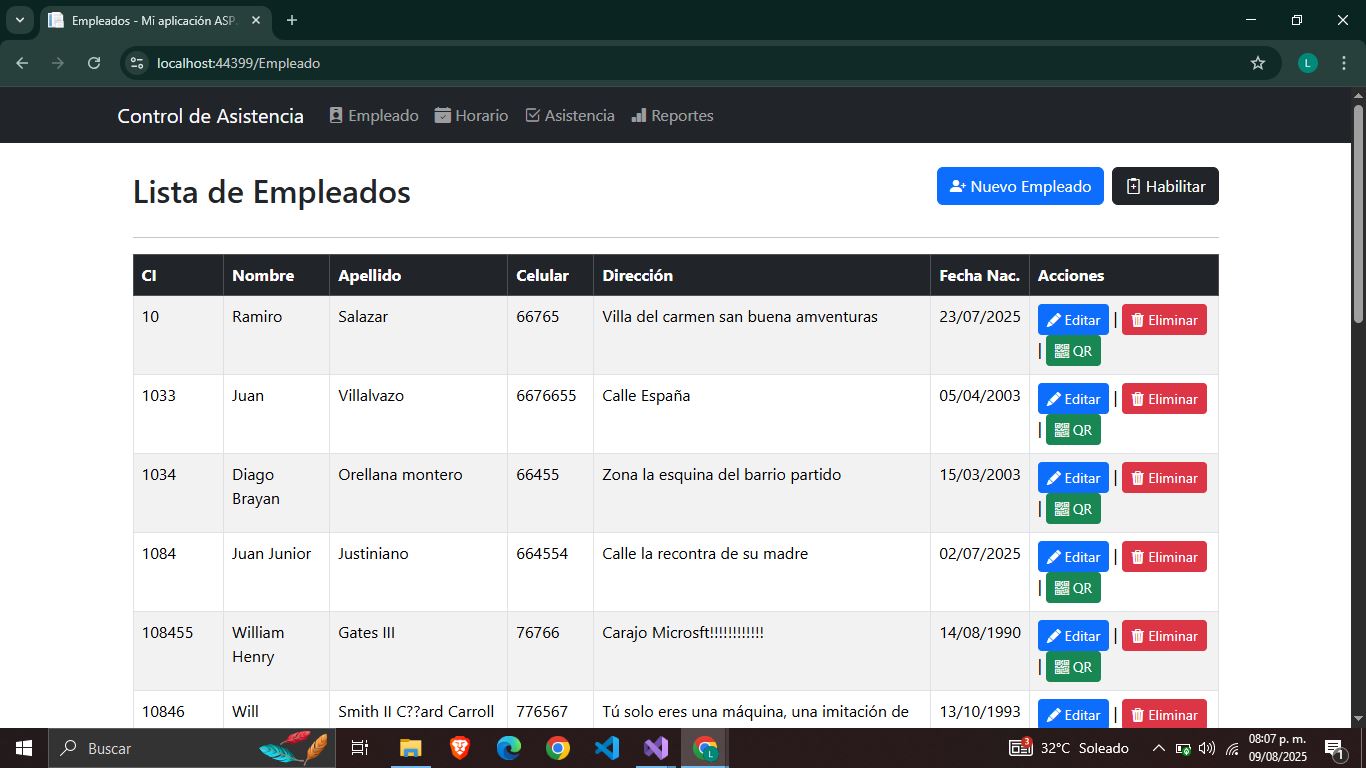 Empleados - Mi aplicación ASP.
localhost:44399/Empleado
L
Control de Asistencia Empleado Horario Asistencia Reportes
Lista de Empleados Nuevo Empleado Habilitar
CI Nombre Apellido Celular Dirección Fecha Nac. Acciones
10 Ramiro Salazar 66765 Villa del carmen san buena amventuras 23/07/2025 Editar | Eliminar
| QR
1033 Juan Villalvazo 6676655 Calle España 05/04/2003 Editar | Eliminar
| QR
1034 Diago Orellana montero 66455 Zona la esquina del barrio partido 15/03/2003 Editar | Eliminar
Brayan | QR
1084 Juan Junior Justiniano 664554 Calle la recontra de su madre 02/07/2025 Editar | Eliminar
| QR
108455 William Gates III 76766 Carajo Microsft!!!!!!!!!!!! 14/08/1990 Editar | Eliminar
Henry | QR
10846 Will Smith II C??ard Carroll 776567 Tú solo eres una máquina, una imitación de 13/10/1993 Editar | Eliminar
Buscar 3 32°C Soleado 08:07 p. m.
09/08/2025 1